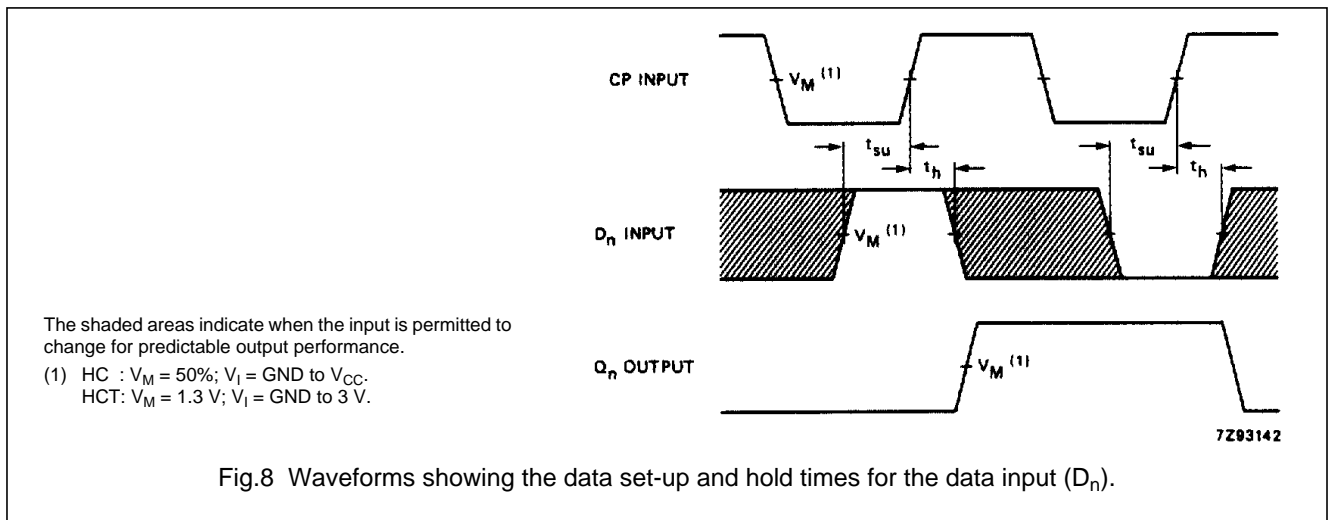 CP INPUT
V_M (1)
t_su
t_h
t_su
t_h
D_n INPUT
V_M (1)
The shaded areas indicate when the input is permitted to
change for predictable output performance.
(1) HC : V_M = 50%; V_I = GND to V_CC.
HCT: V_M = 1.3 V; V_I = GND to 3 V.
Q_n OUTPUT
V_M (1)
7Z93142
Fig.8 Waveforms showing the data set-up and hold times for the data input (D_n).